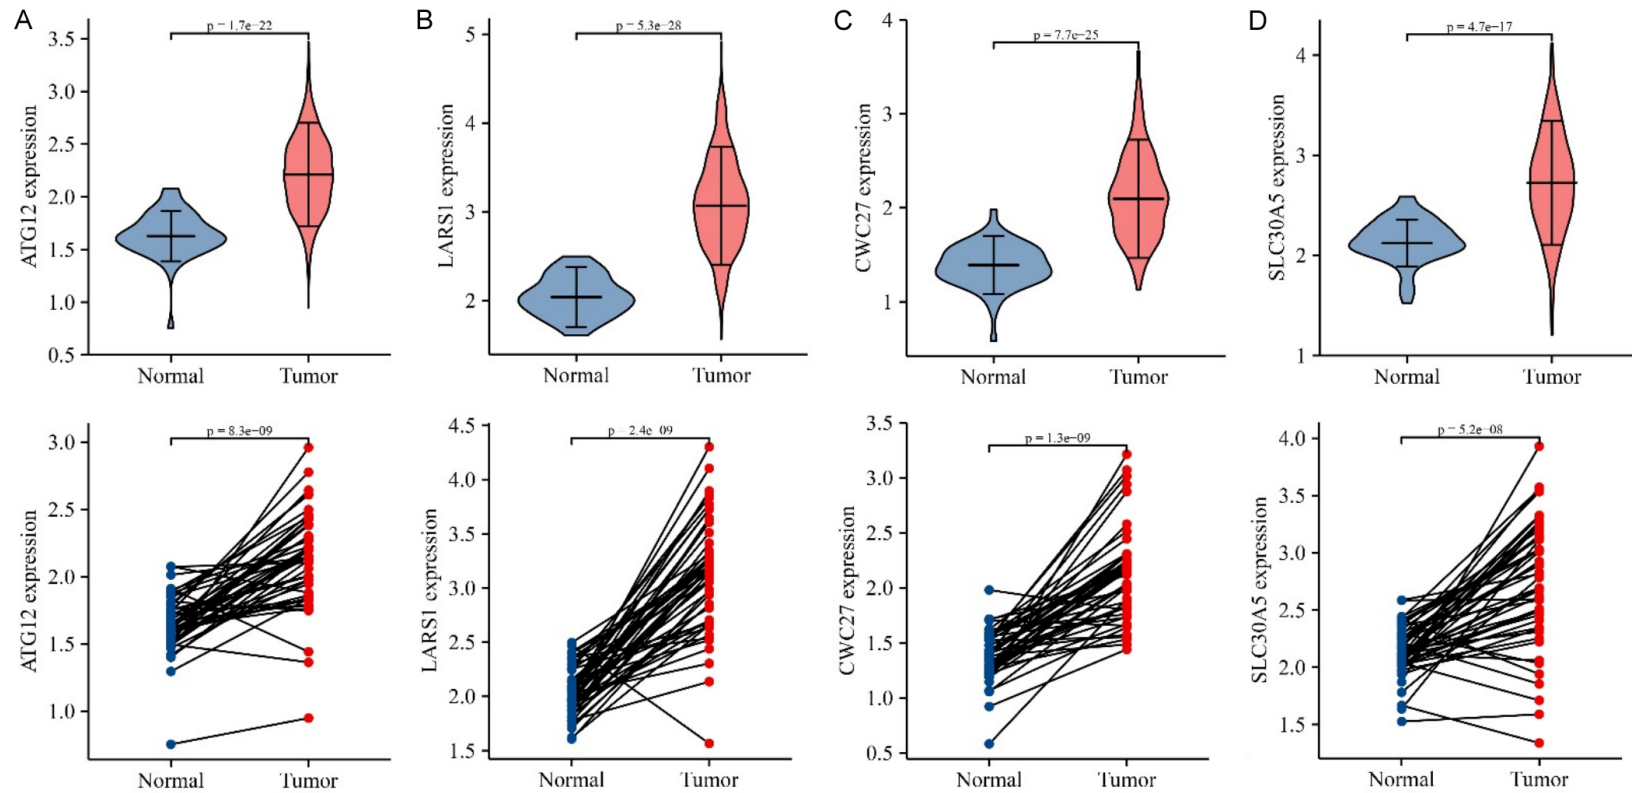 A
p = 1.7e−22
3.5
3.0
2.5
2.0
1.5
1.0
0.5
ATG12 expression
Normal Tumor
B
p = 5.3e−28
5
4
3
2
LARS1 expression
Normal Tumor
C
p = 7.7e−25
4
3
2
1
CWC27 expression
Normal Tumor
D
p = 4.7e−17
4
3
2
1
SLC30A5 expression
Normal Tumor
p = 8.3e−09
3.0
2.5
2.0
1.5
1.0
ATG12 expression
Normal Tumor
p = 2.4e 09
4.5
4.0
3.5
3.0
2.5
2.0
1.5
LARS1 expression
Normal Tumor
p = 1.3e−09
3.5
3.0
2.5
2.0
1.5
1.0
0.5
CWC27 expression
Normal Tumor
p = 5.2e−08
4.0
3.5
3.0
2.5
2.0
1.5
SLC30A5 expression
Normal Tumor